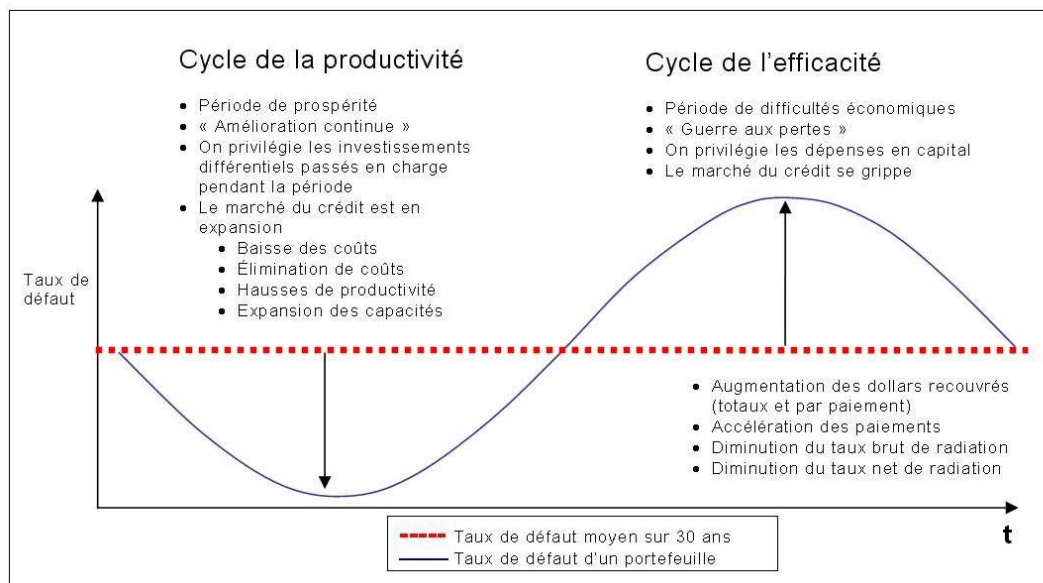 Cycle de la productivité
• Période de prospérité
• « Amélioration continue »
• On privilégie les investissements
différentiels passés en charge
pendant la période
• Le marché du crédit est en
expansion
• Baisse des coûts
• Élimination de coûts
• Hausses de productivité
• Expansion des capacités
Cycle de l'efficacité
• Période de difficultés économiques
• « Guerre aux pertes »
• On privilégie les dépenses en capital
• Le marché du crédit se grippe
Taux de
défaut
• Augmentation des dollars recouvrés
(totaux et par paiement)
• Accélération des paiements
• Diminution du taux brut de radiation
• Diminution du taux net de radiation
t
Taux de défaut moyen sur 30 ans
Taux de défaut d'un portefeuille